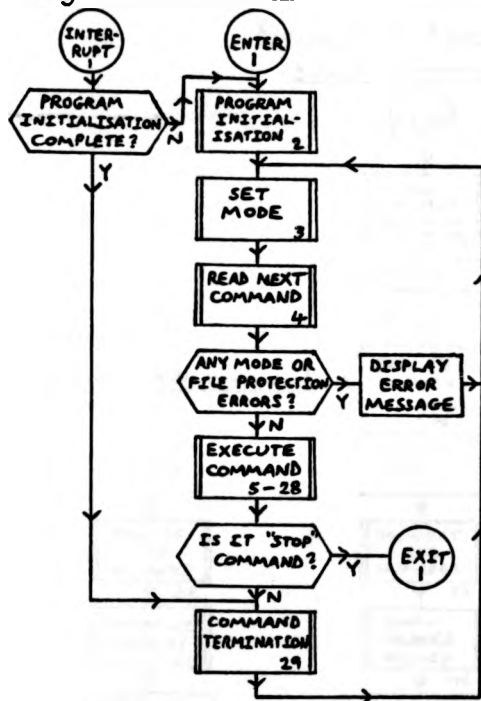 INTER-
RUPT
1
ENTER
1
PROGRAM
INITIALISATION
COMPLETE?
N
Y
PROGRAM
INITIAL-
ISATION
2
SET
MODE
3
READ NEXT
COMMAND
4
ANY MODE OR
FILE PROTECTION
ERRORS?
Y
N
DISPLAY
ERROR
MESSAGE
EXECUTE
COMMAND
5-28
IS IT "STOP"
COMMAND?
Y
N
EXIT
1
COMMAND
TERMINATION
29